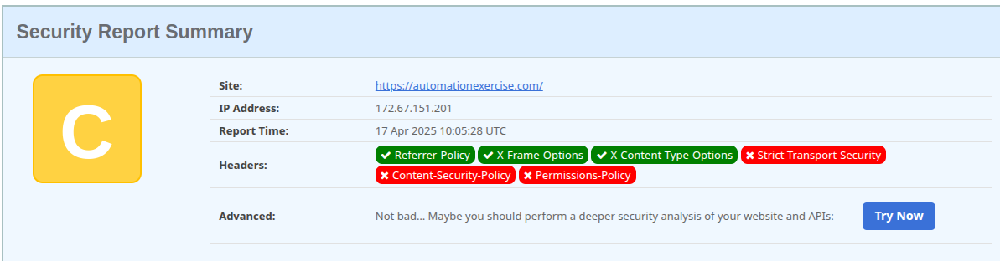 Security Report Summary
C
Site: https://automationexercise.com/
IP Address: 172.67.151.201
Report Time: 17 Apr 2025 10:05:28 UTC
Headers: Referrer-Policy X-Frame-Options X-Content-Type-Options Strict-Transport-Security
Content-Security-Policy Permissions-Policy
Advanced: Not bad... Maybe you should perform a deeper security analysis of your website and APIs: Try Now